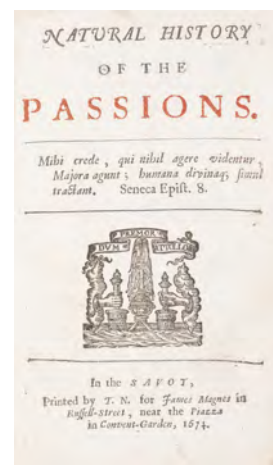 NATURAL HISTORY
OF THE
PASSIONS.
Mihi crede, qui nihil agere videntur,
Majora agunt; humana divinaq; simul
tractant. Seneca Epist. 8.
PREMOR
DUM
In the SAVOY,
Printed by T. N. for James Magnes in
Russell-Street, near the Piazza
in Convent-Garden, 1674.